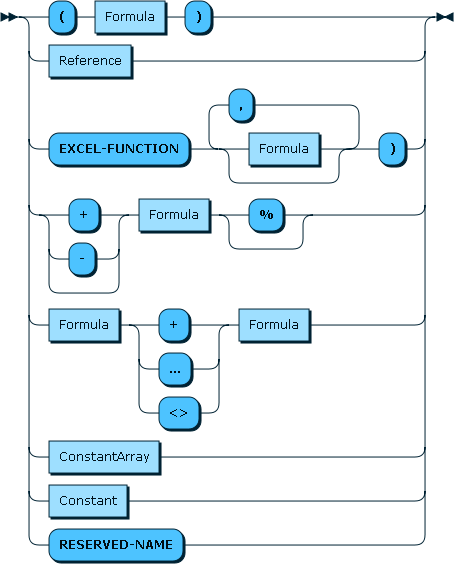 ( Formula )
Reference
,
EXCEL-FUNCTION Formula )
+ Formula %
-
Formula + Formula
...
<>
ConstantArray
Constant
RESERVED-NAME